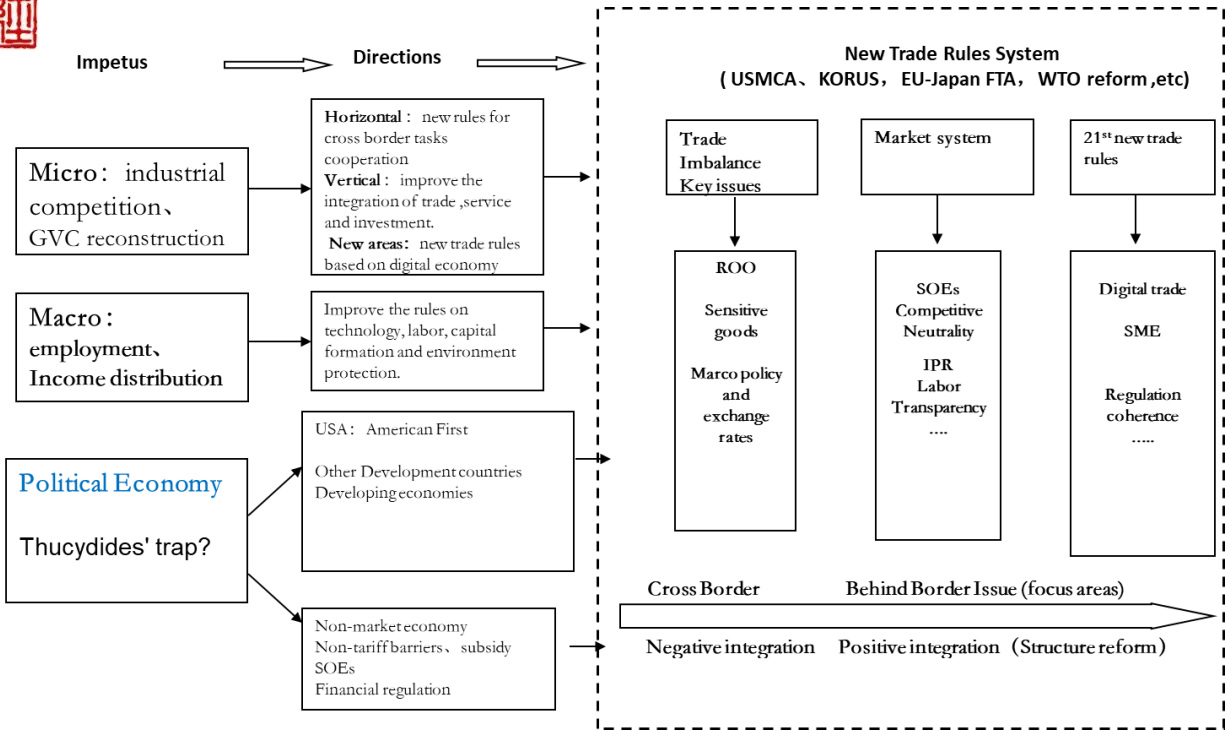 Impetus
Directions
New Trade Rules System
( USMCA、KORUS， EU-Japan FTA， WTO reform ,etc)
Micro：industrial
competition、
GVC reconstruction
Horizontal：new rules for
cross border tasks
cooperation
Vertical：improve the
integration of trade ,service
and investment.
New areas：new trade rules
based on digital economy
Macro：
employment、
Income distribution
Improve the rules on
technology, labor, capital
formation and environment
protection.
Political Economy
Thucydides' trap?
USA：American First
Other Development countries
Developing economies
Non-market economy
Non-tariff barriers、subsidy
SOEs
Financial regulation
Trade
Imbalance
Key issues
ROO
Sensitive
goods
Marco policy
and
exchange
rates
Market system
SOEs
Competitive
Neutrality
IPR
Labor
Transparency
....
21st new trade
rules
Digital trade
SME
Regulation
coherence
.....
Cross Border
Behind Border Issue (focus areas)
Negative integration
Positive integration（Structure reform）